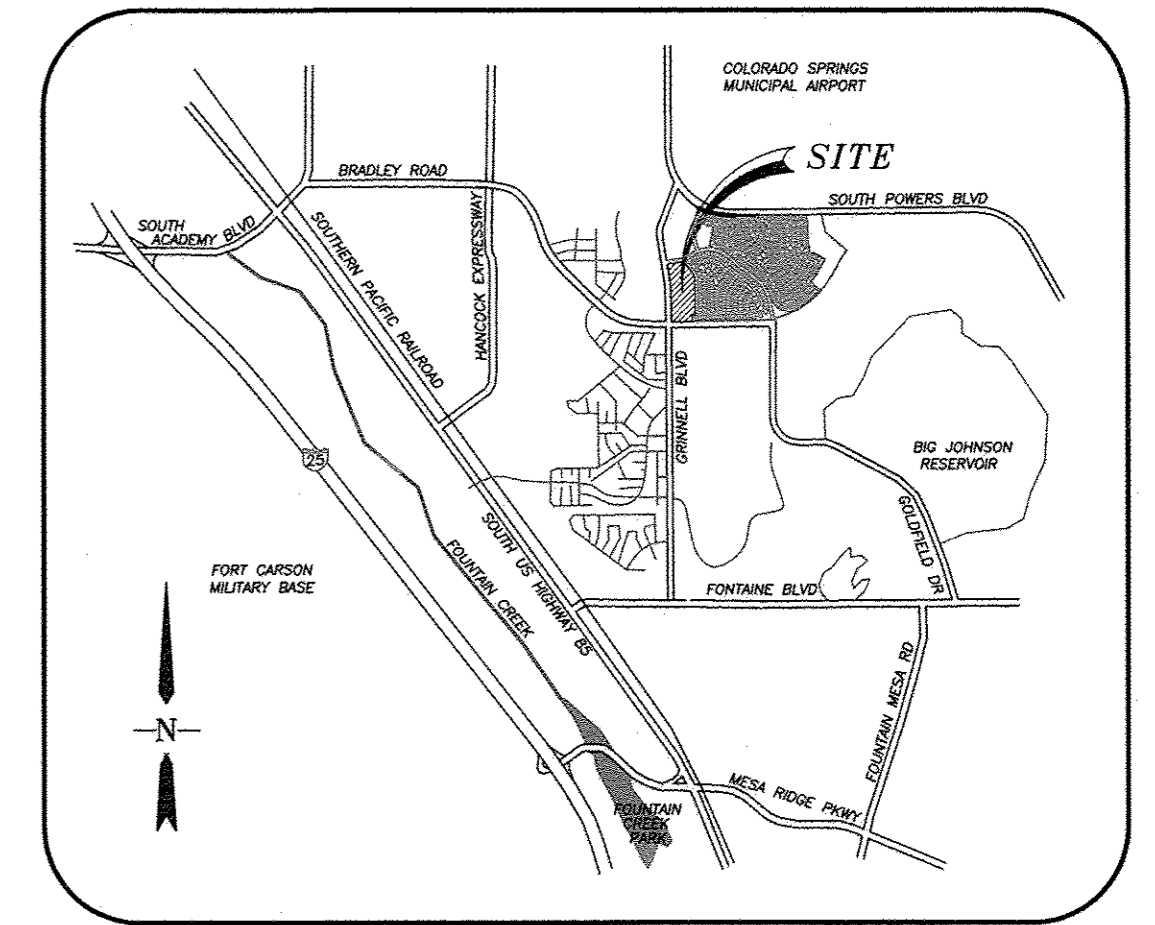 COLORADO SPRINGS
MUNICIPAL AIRPORT
SITE
BRADLEY ROAD
SOUTH POWERS BLVD
SOUTH
ACADEMY BLVD
SOUTHERN PACIFIC RAILROAD
HANCOCK EXPRESSWAY
GRINNELL BLVD
BIG JOHNSON
RESERVOIR
25
GOLDFIELD DR
SOUTH US HIGHWAY 85
FOUNTAIN CREEK
FORT CARSON
MILITARY BASE
FONTAINE BLVD
FOUNTAIN MESA RD
-N-
MESA RIDGE PKWY
FOUNTAIN
CREEK
PARK